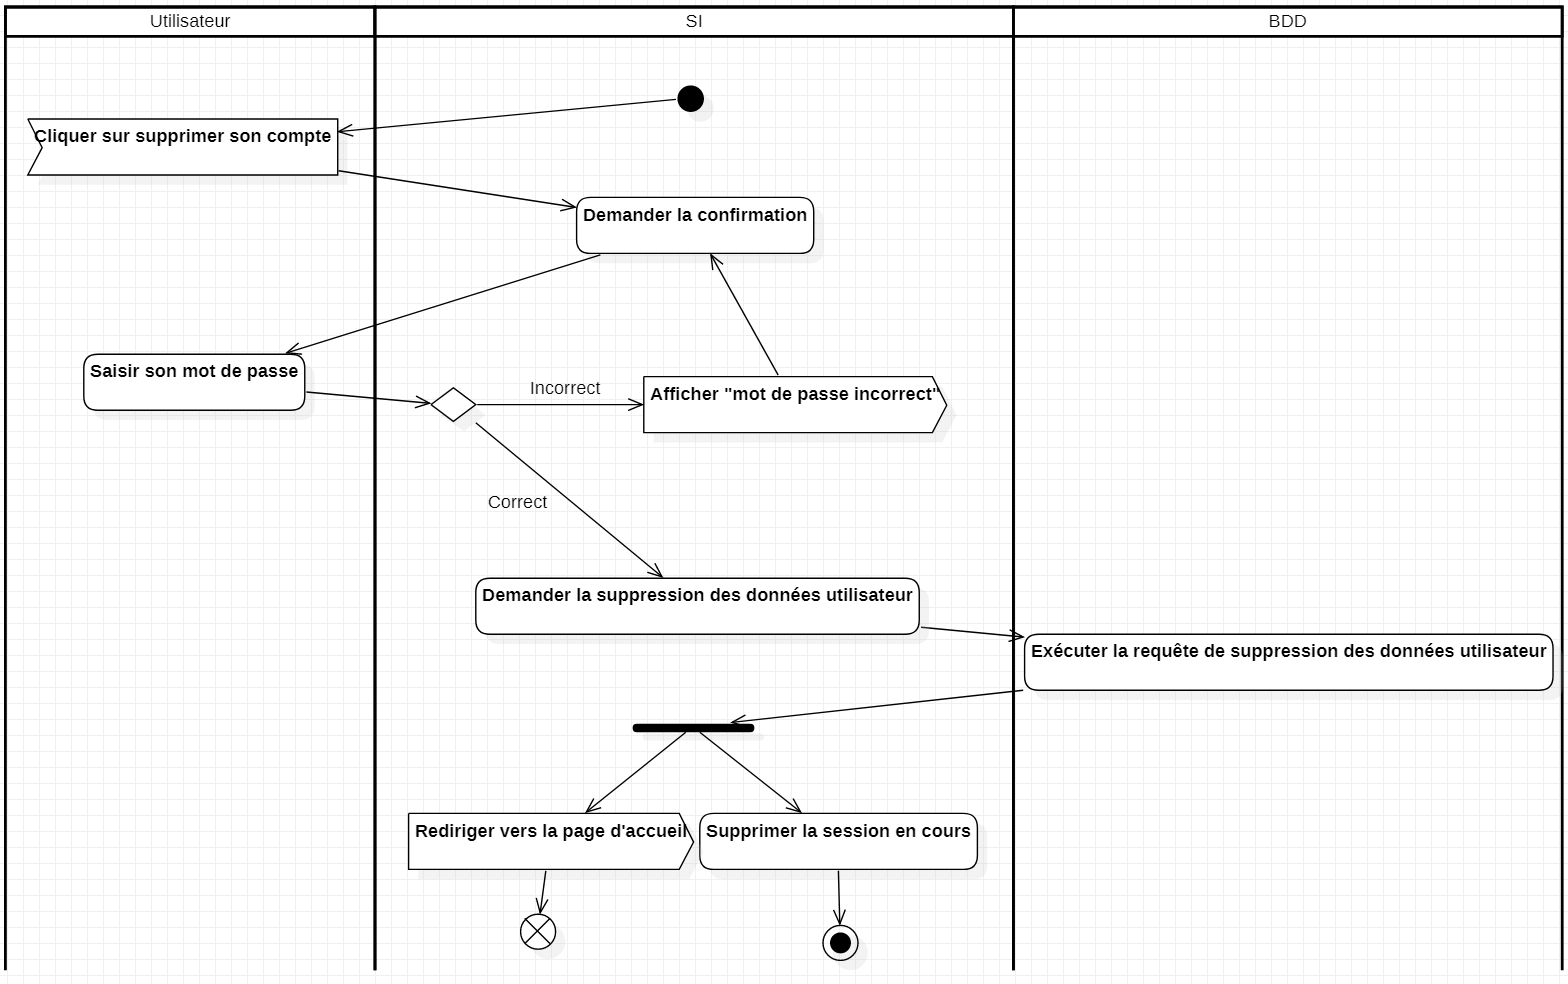 Utilisateur
SI
BDD
Cliquer sur supprimer son compte
Demander la confirmation
Saisir son mot de passe
Incorrect
Afficher "mot de passe incorrect"
Correct
Demander la suppression des données utilisateur
Exécuter la requête de suppression des données utilisateur
Rediriger vers la page d'accueil
Supprimer la session en cours